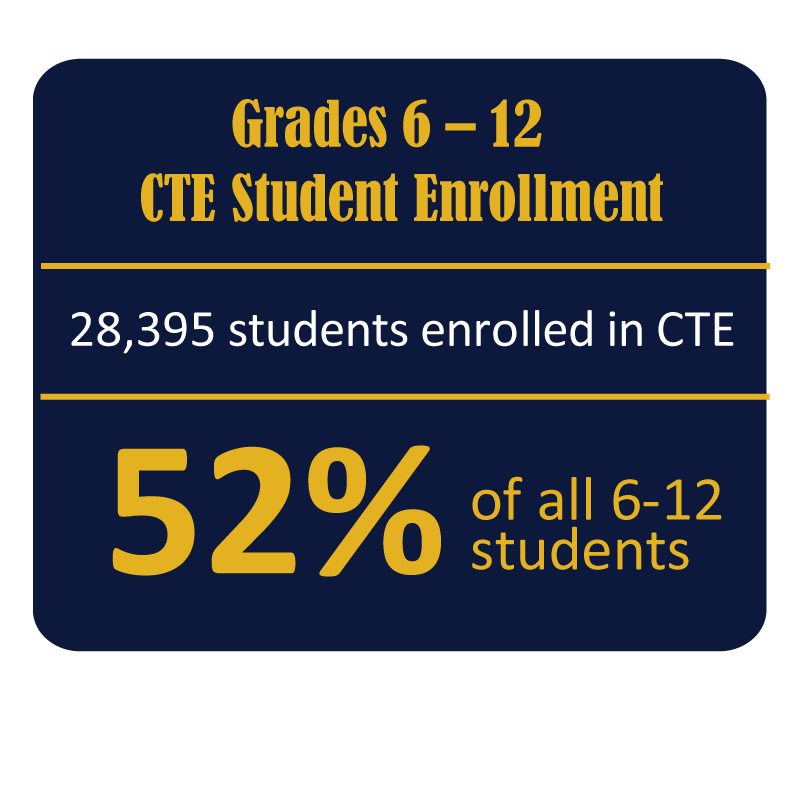 Grades 6 – 12
CTE Student Enrollment
28,395 students enrolled in CTE
52% of all 6-12
students